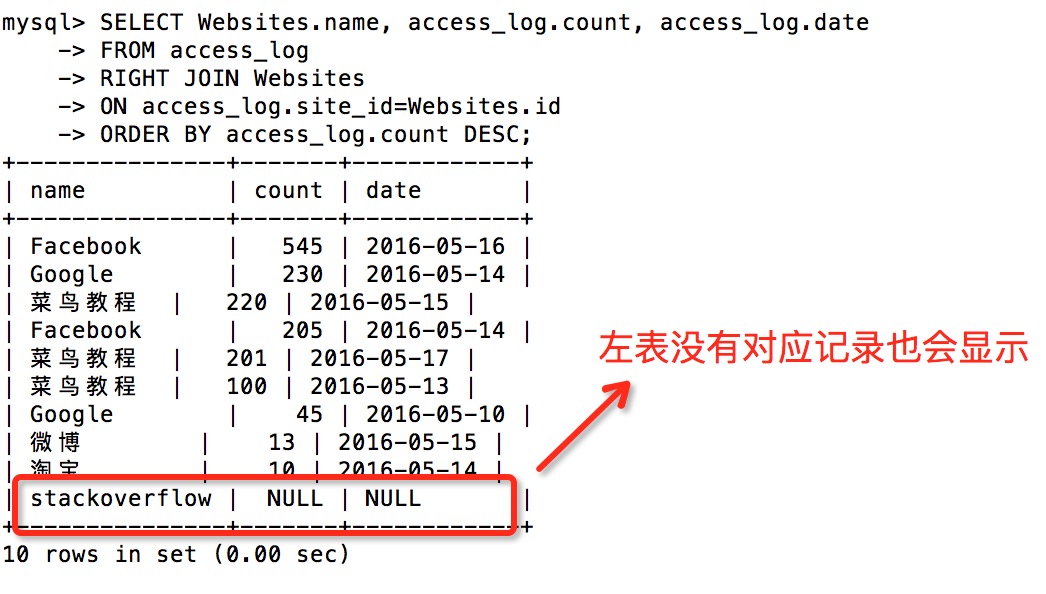 mysql> SELECT Websites.name, access_log.count, access_log.date
    -> FROM access_log
    -> RIGHT JOIN Websites
    -> ON access_log.site_id=Websites.id
    -> ORDER BY access_log.count DESC;
+---------------+-------+------------+
| name          | count | date       |
+---------------+-------+------------+
| Facebook      |   545 | 2016-05-16 |
| Google        |   230 | 2016-05-14 |
| 菜鸟教程  |   220 | 2016-05-15 |
| Facebook      |   205 | 2016-05-14 |
左表没有对应记录也会显示
| 菜鸟教程  |   201 | 2016-05-17 |
| 菜鸟教程  |   100 | 2016-05-13 |
| Google        |    45 | 2016-05-10 |
| 微博        |    13 | 2016-05-15 |
| 淘宝        |    10 | 2016-05-14 |
| stackoverflow |  NULL | NULL       |
+---------------+-------+------------+
10 rows in set (0.00 sec)